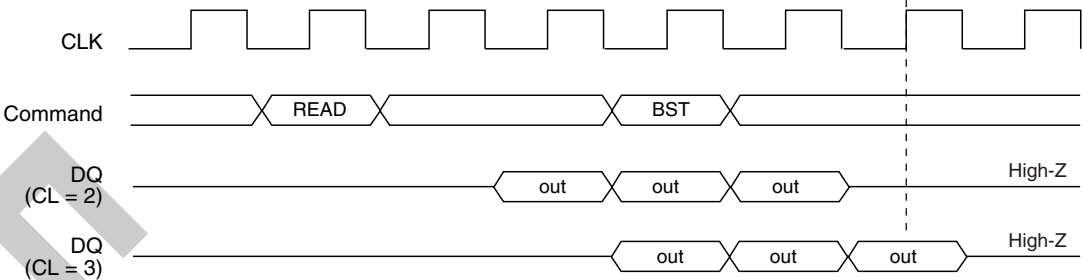 CLK
Command
READ
BST
DQ
(CL = 2)
out
out
out
High-Z
DQ
(CL = 3)
out
out
out
High-Z